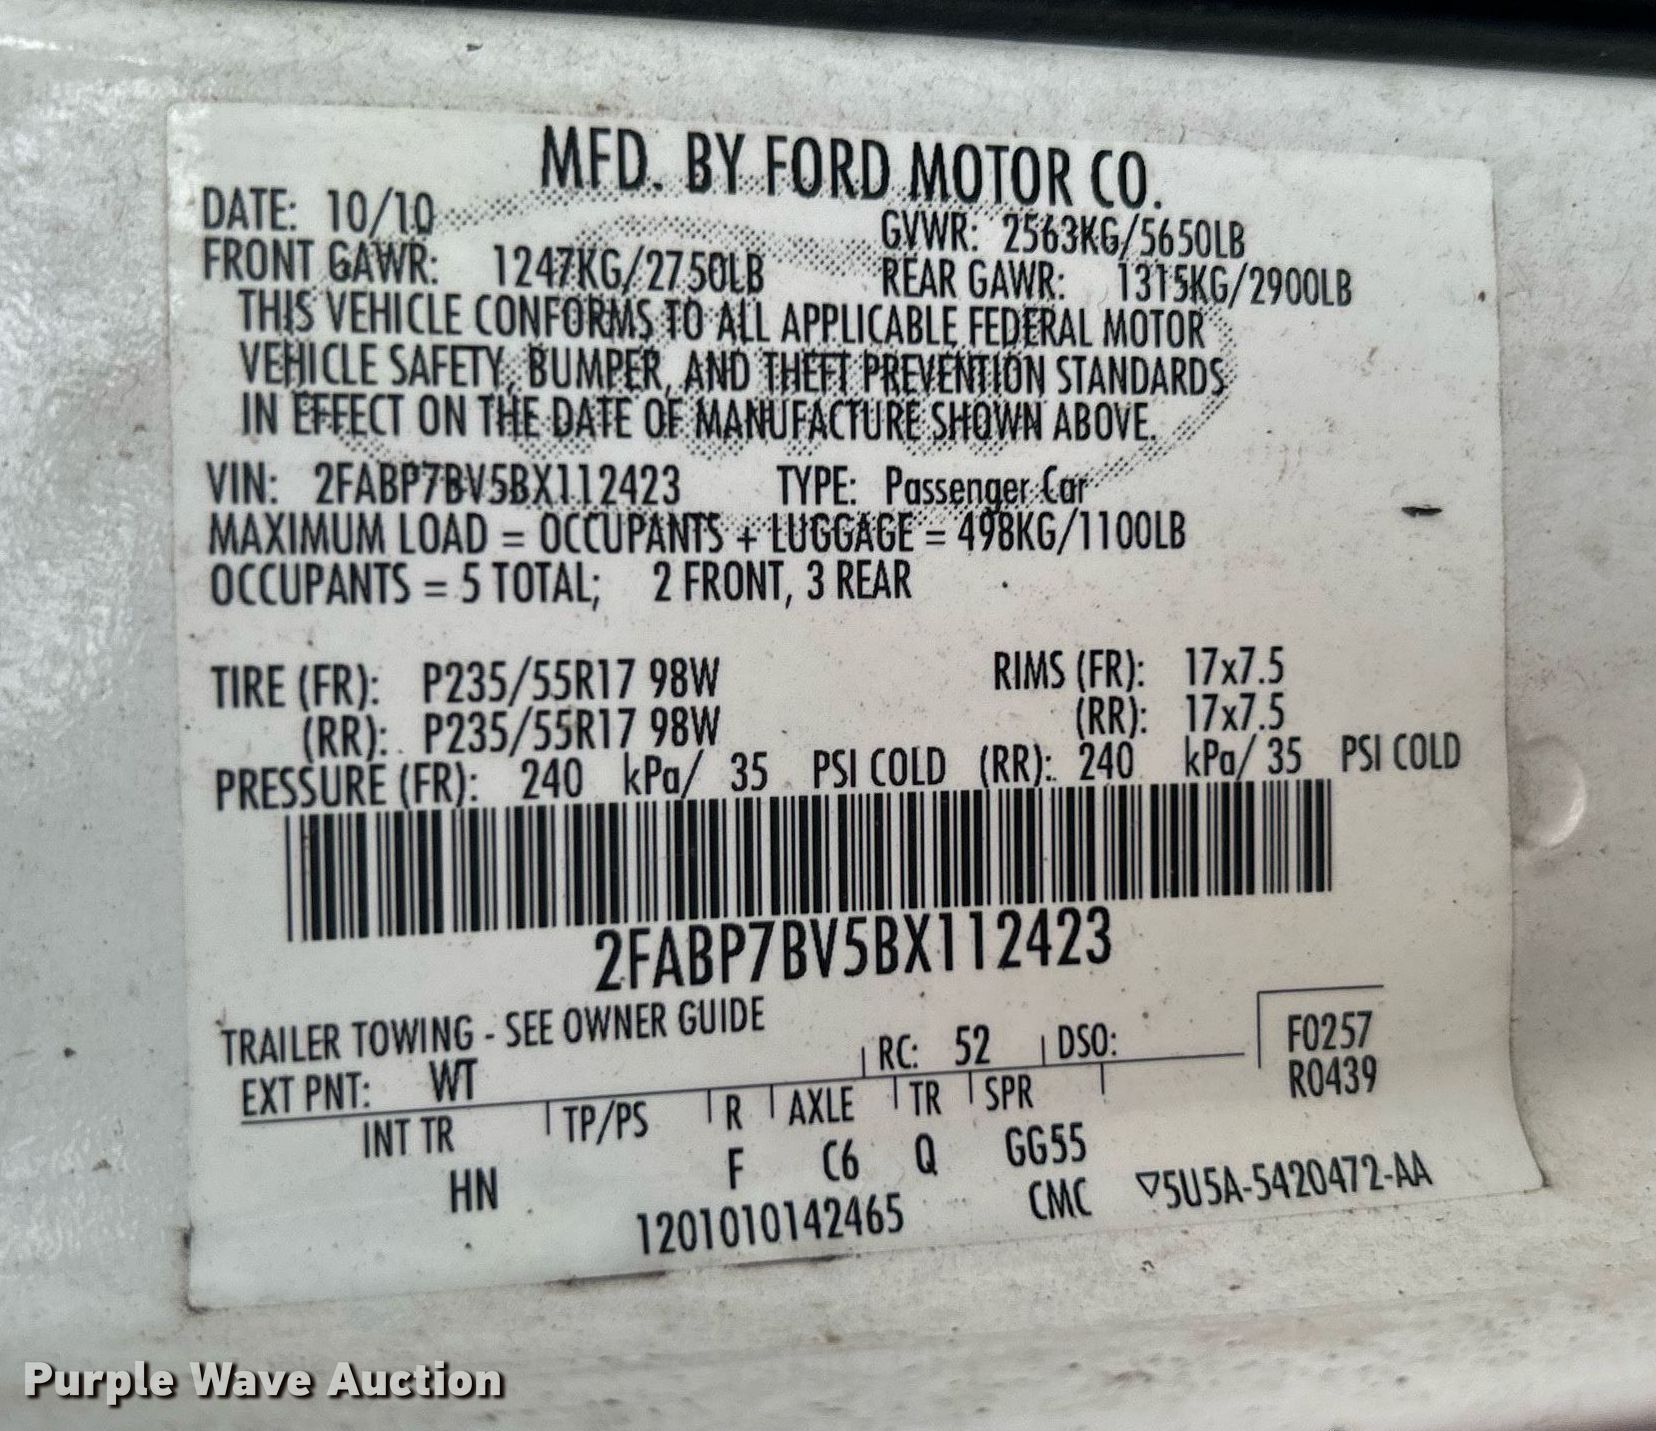 MFD. BY FORD MOTOR CO.
DATE: 10/10 GVWR: 2563KG/5650LB
FRONT GAWR: 1247KG/2750LB REAR GAWR: 1315KG/2900LB
THIS VEHICLE CONFORMS TO ALL APPLICABLE FEDERAL MOTOR
VEHICLE SAFETY, BUMPER, AND THEFT PREVENTION STANDARDS
IN EFFECT ON THE DATE OF MANUFACTURE SHOWN ABOVE.
VIN: 2FABP7BV5BX112423 TYPE: Passenger Car
MAXIMUM LOAD = OCCUPANTS + LUGGAGE = 498KG/1100LB
OCCUPANTS = 5 TOTAL; 2 FRONT, 3 REAR
TIRE (FR): P235/55R17 98W RIMS (FR): 17x7.5
(RR): P235/55R17 98W (RR): 17x7.5
PRESSURE (FR): 240 kPa/ 35 PSI COLD (RR): 240 kPa/ 35 PSI COLD
2FABP7BV5BX112423
TRAILER TOWING - SEE OWNER GUIDE
EXT PNT: WT RC: 52 DSO: F0257
R0439
INT TR TP/PS R AXLE TR SPR
HN F C6 Q GG55
1201010142465 CMC ▽5U5A-5420472-AA
Purple Wave Auction